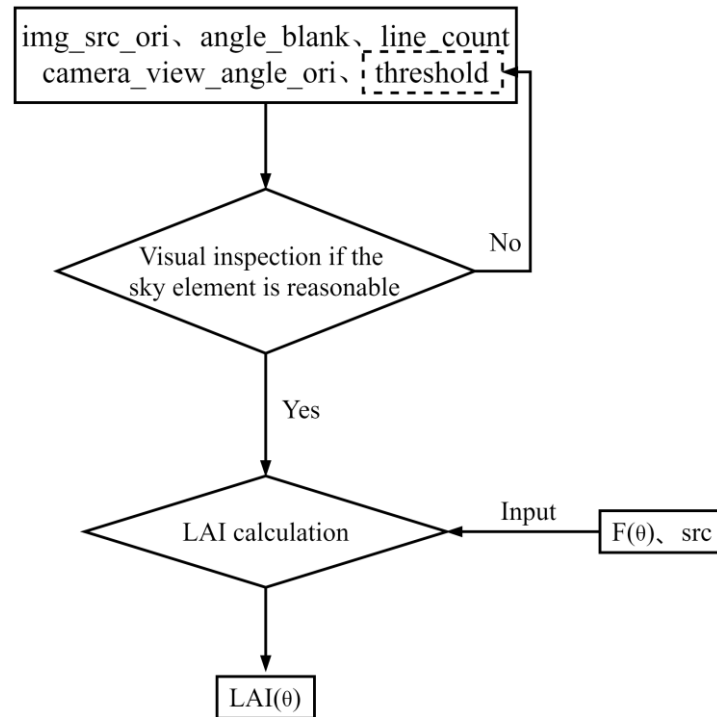 img_src_ori、angle_blank、line_count
camera_view_angle_ori、threshold
No
Visual inspection if the
sky element is reasonable
Yes
Input
LAI calculation
F(θ)、src
LAI(θ)